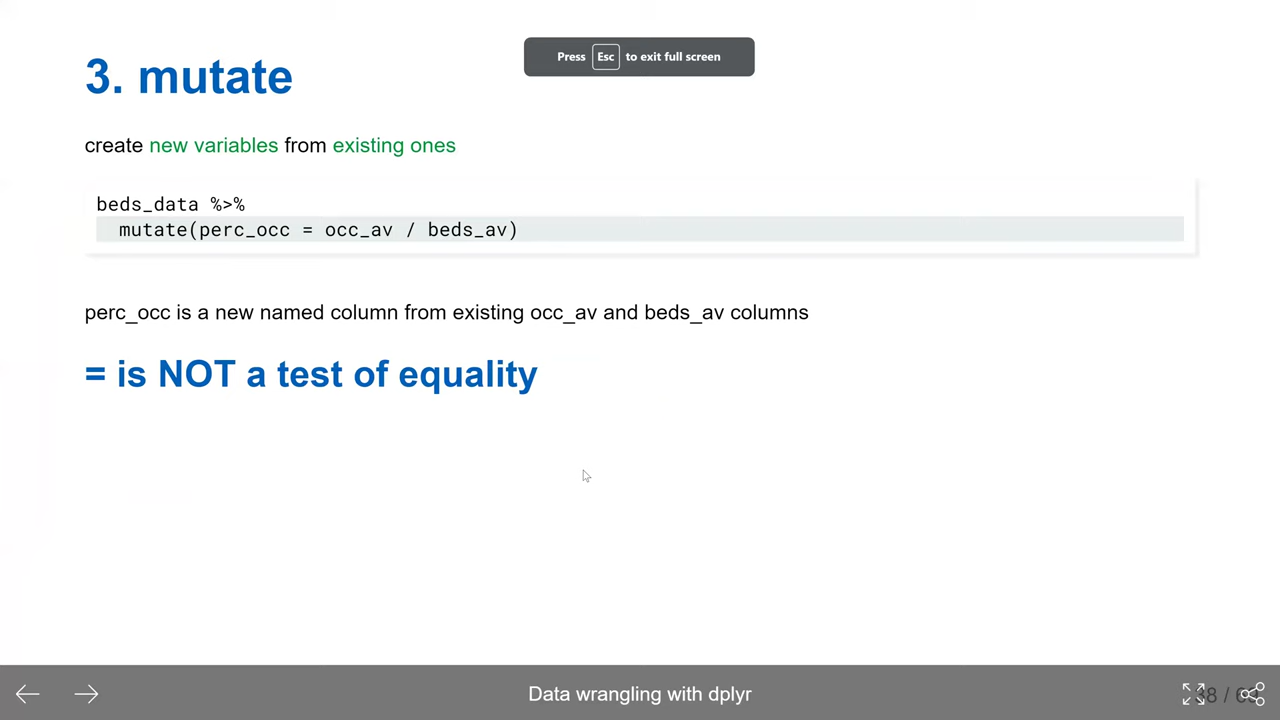 Press Esc to exit full screen
3. mutate
create new variables from existing ones
beds_data %>%
mutate(perc_occ = occ_av / beds_av)
perc_occ is a new named column from existing occ_av and beds_av columns
= is NOT a test of equality
Data wrangling with dplyr
38 /